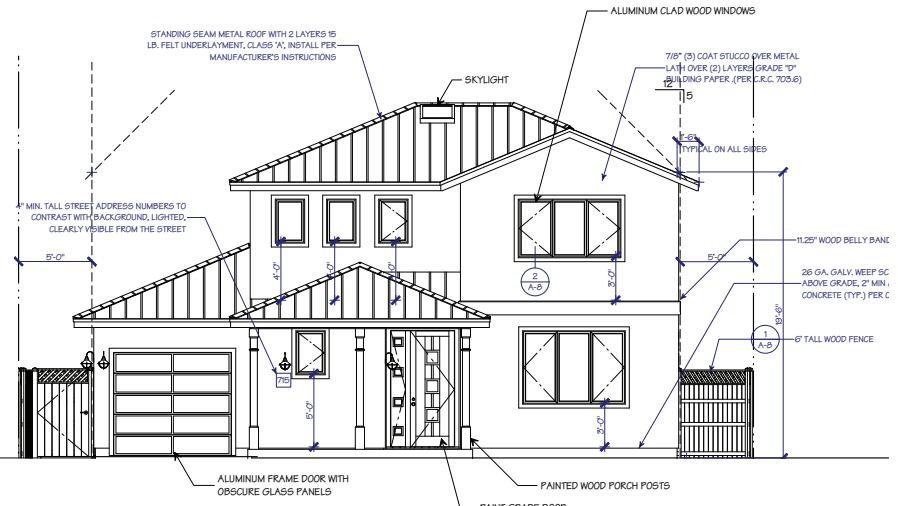 ALUMINUM CLAD WOOD WINDOWS
STANDING SEAM METAL ROOF WITH 2 LAYERS 15
LB. FELT UNDERLAYMENT, CLASS 'A', INSTALL PER
MANUFACTURER'S INSTRUCTIONS
7/8" (3) COAT STUCCO OVER METAL
LATH OVER (2) LAYERS GRADE "D"
BUILDING PAPER .(PER C.R.C. 703.6)
SKYLIGHT
12
5
1'-6"
TYPICAL ON ALL SIDES
4" MIN. TALL STREET ADDRESS NUMBERS TO
CONTRAST WITH BACKGROUND, LIGHTED,
CLEARLY VISIBLE FROM THE STREET
11.25" WOOD BELLY BAND
5'-0"
5'-0"
4'-0"
3'-0"
26 GA. GALV. WEEP SC
ABOVE GRADE, 2" MIN
CONCRETE (TYP.) PER C
2
A-8
19'-6"
1
A-8
6' TALL WOOD FENCE
715
5'-0"
3'-0"
ALUMINUM FRAME DOOR WITH
OBSCURE GLASS PANELS
PAINTED WOOD PORCH POSTS